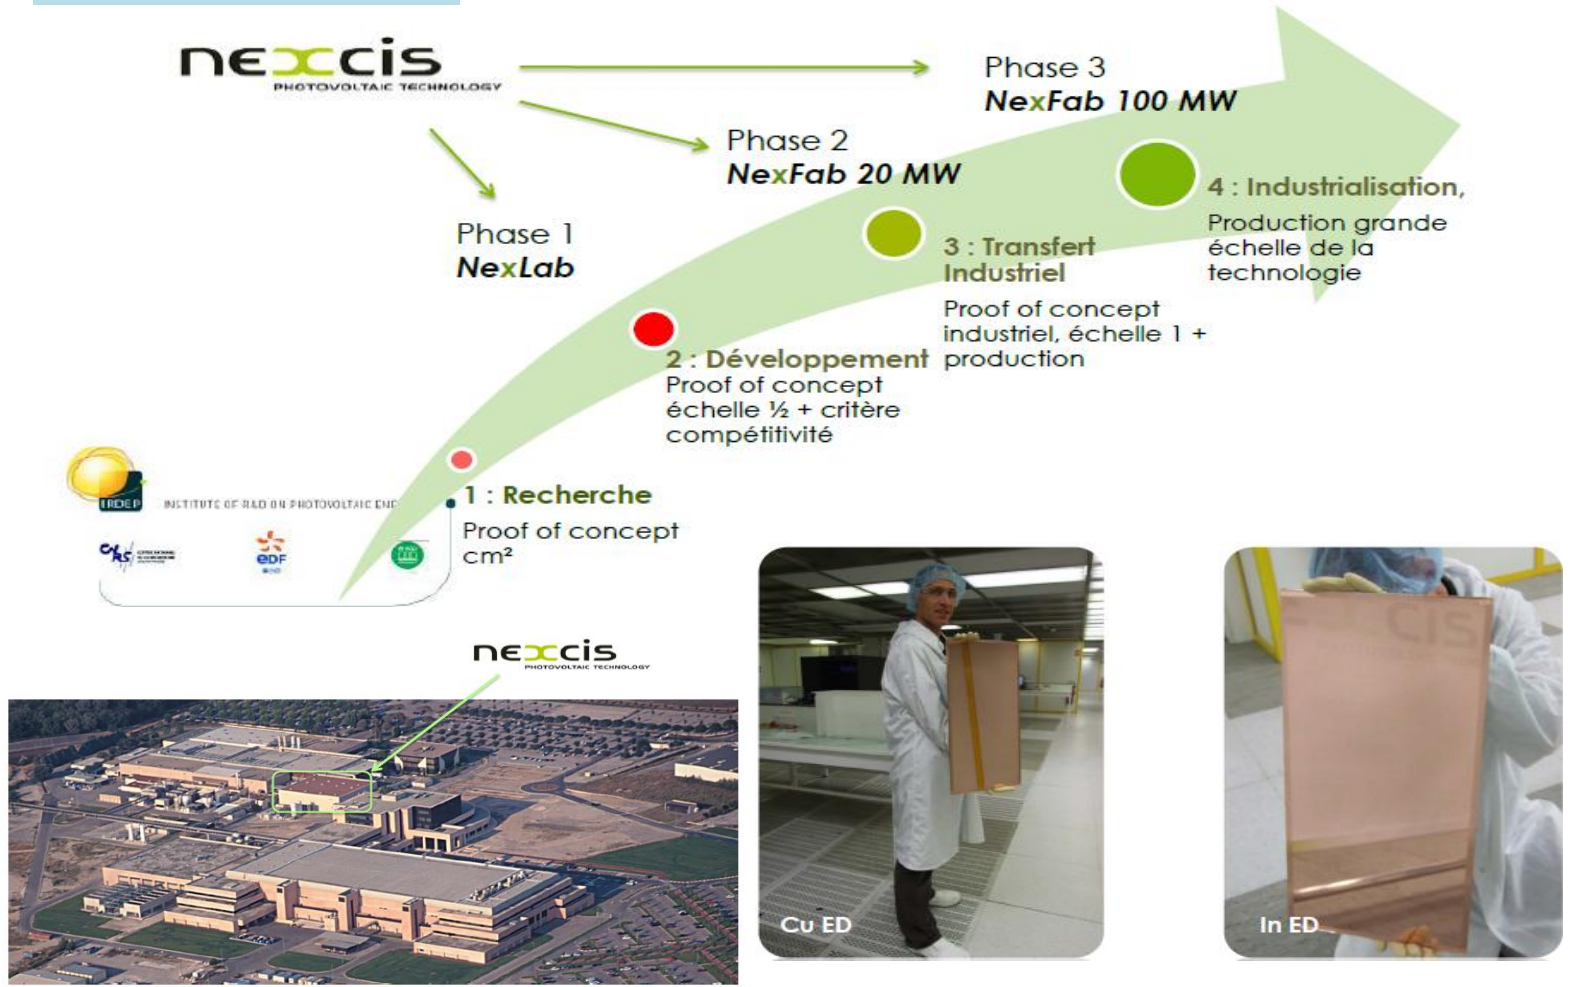 nexcis
PHOTOVOLTAIC TECHNOLOGY
Phase 3
NexFab 100 MW
Phase 2
NexFab 20 MW
Phase 1
NexLab
4 : Industrialisation,
Production grande
échelle de la
technologie
3 : Transfert
Industriel
Proof of concept
industriel, échelle 1 +
production
2 : Développement
Proof of concept
échelle ½ + critère
compétitivité
1 : Recherche
Proof of concept
cm²
IRDEP
INSTITUTE OF R&D ON PHOTOVOLTAIC ENE
CNRS
eDF
nexcis
PHOTOVOLTAIC TECHNOLOGY
Cu ED
In ED
cis